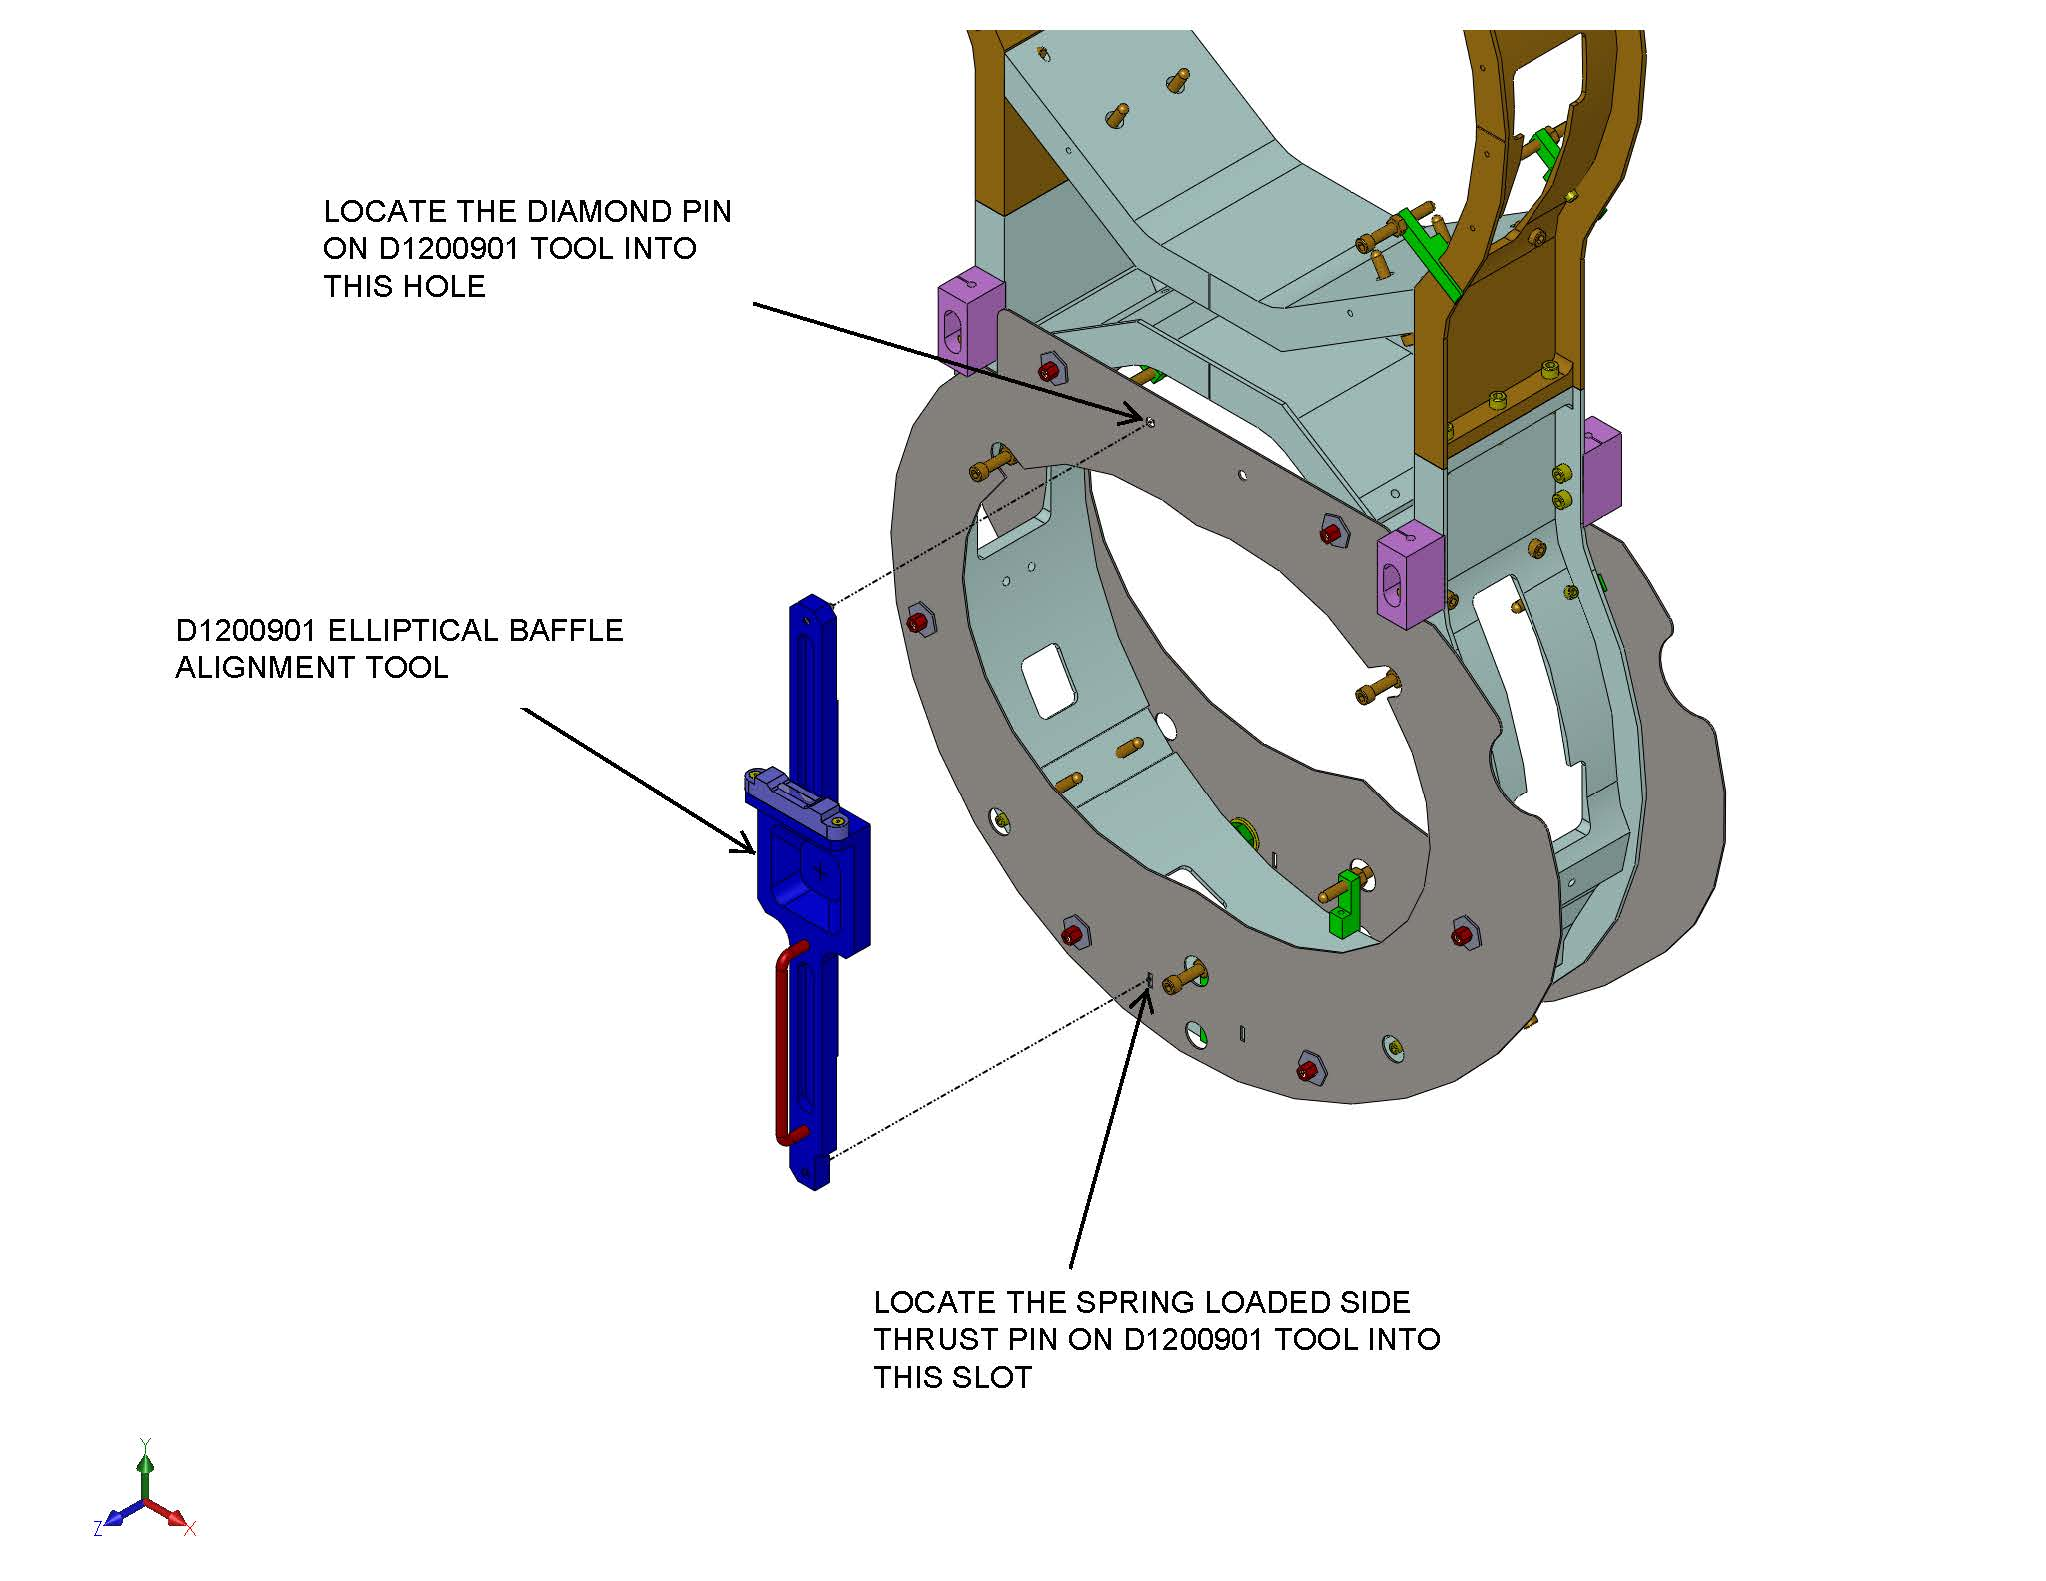 LOCATE THE DIAMOND PIN
ON D1200901 TOOL INTO
THIS HOLE
D1200901 ELLIPTICAL BAFFLE
ALIGNMENT TOOL
LOCATE THE SPRING LOADED SIDE
THRUST PIN ON D1200901 TOOL INTO
THIS SLOT
Y
Z
X